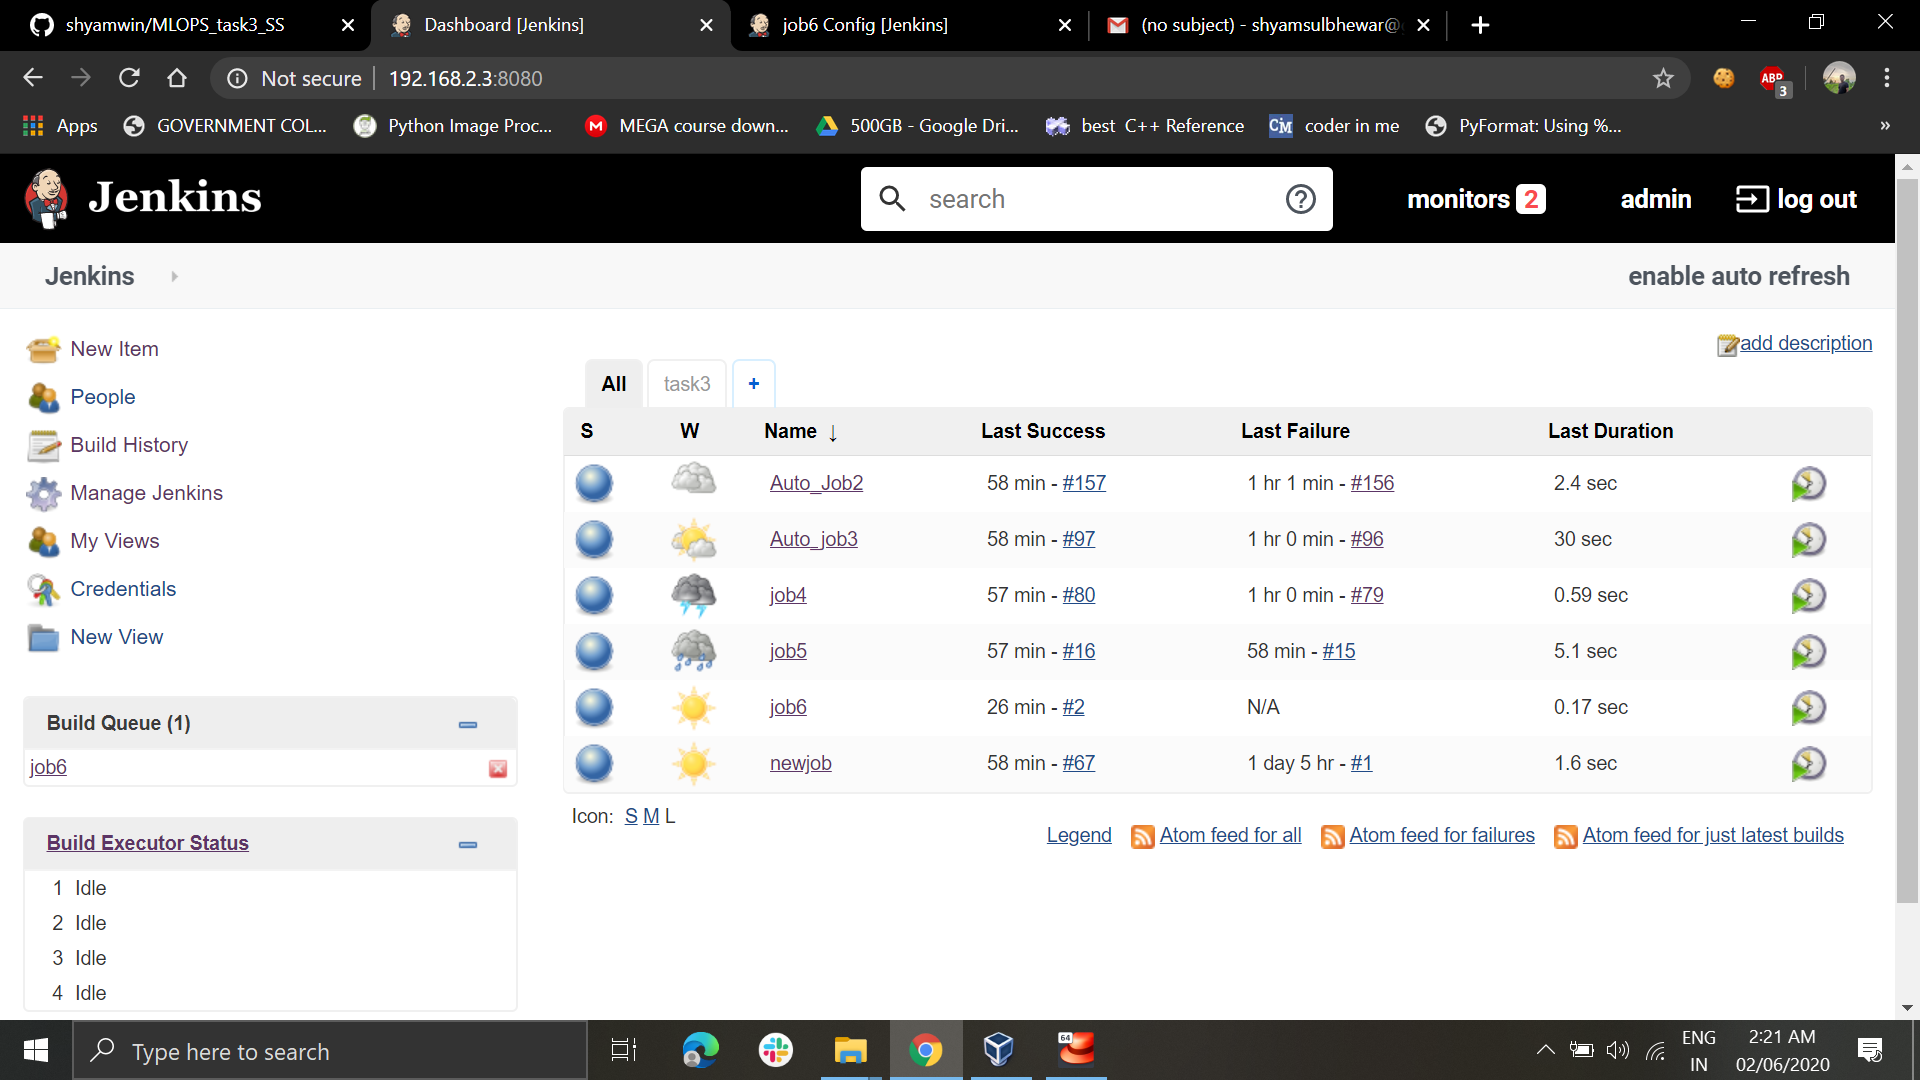 shyamwin/MLOPS_task3_SS
Dashboard [Jenkins]
job6 Config [Jenkins]
(no subject) - shyamsulbhewar@
Not secure
192.168.2.3:8080
ABP
3
Apps
GOVERNMENT COL...
Python Image Proc...
M
MEGA course down...
500GB - Google Dri...
best C++ Reference
CM
coder in me
PyFormat: Using %...
»
Jenkins
search
monitors 2
admin
log out
Jenkins
enable auto refresh
New Item
People
Build History
Manage Jenkins
My Views
Credentials
New View
add description
All
task3
+
S W Name ↓ Last Success Last Failure Last Duration
Auto_Job2 58 min - #157 1 hr 1 min - #156 2.4 sec
Auto_job3 58 min - #97 1 hr 0 min - #96 30 sec
job4 57 min - #80 1 hr 0 min - #79 0.59 sec
job5 57 min - #16 58 min - #15 5.1 sec
job6 26 min - #2 N/A 0.17 sec
newjob 58 min - #67 1 day 5 hr - #1 1.6 sec
Icon: S M L
Legend Atom feed for all Atom feed for failures Atom feed for just latest builds
Build Queue (1)
job6
Build Executor Status
1 Idle
2 Idle
3 Idle
4 Idle
Type here to search
64
ENG
IN
2:21 AM
02/06/2020